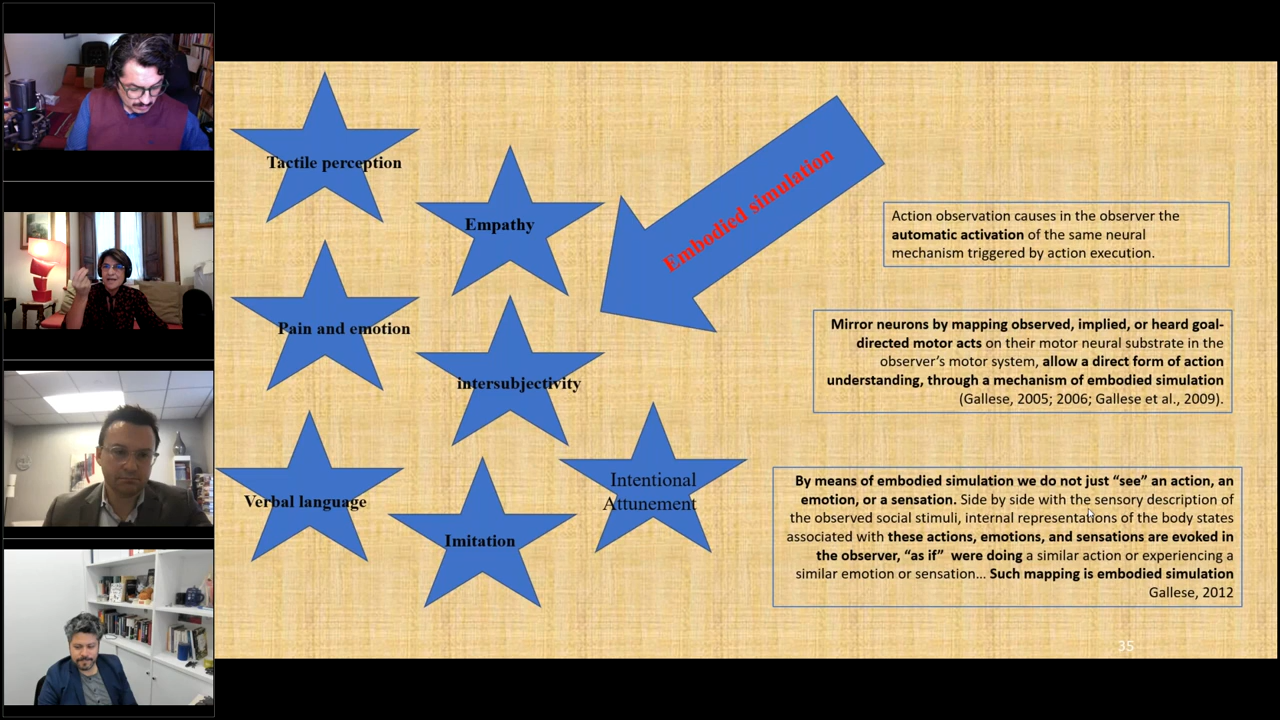 Tactile perception
Empathy
Embodied simulation
Pain and emotion
intersubjectivity
Verbal language
Imitation
Intentional
Attunement
Action observation causes in the observer the
automatic activation of the same neural
mechanism triggered by action execution.
Mirror neurons by mapping observed, implied, or heard goal-
directed motor acts on their motor neural substrate in the
observer's motor system, allow a direct form of action
understanding, through a mechanism of embodied simulation
(Gallese, 2005; 2006; Gallese et al., 2009).
By means of embodied simulation we do not just “see” an action, an
emotion, or a sensation. Side by side with the sensory description of
the observed social stimuli, internal representations of the body states
associated with these actions, emotions, and sensations are evoked in
the observer, “as if” were doing a similar action or experiencing a
similar emotion or sensation... Such mapping is embodied simulation
Gallese, 2012
35